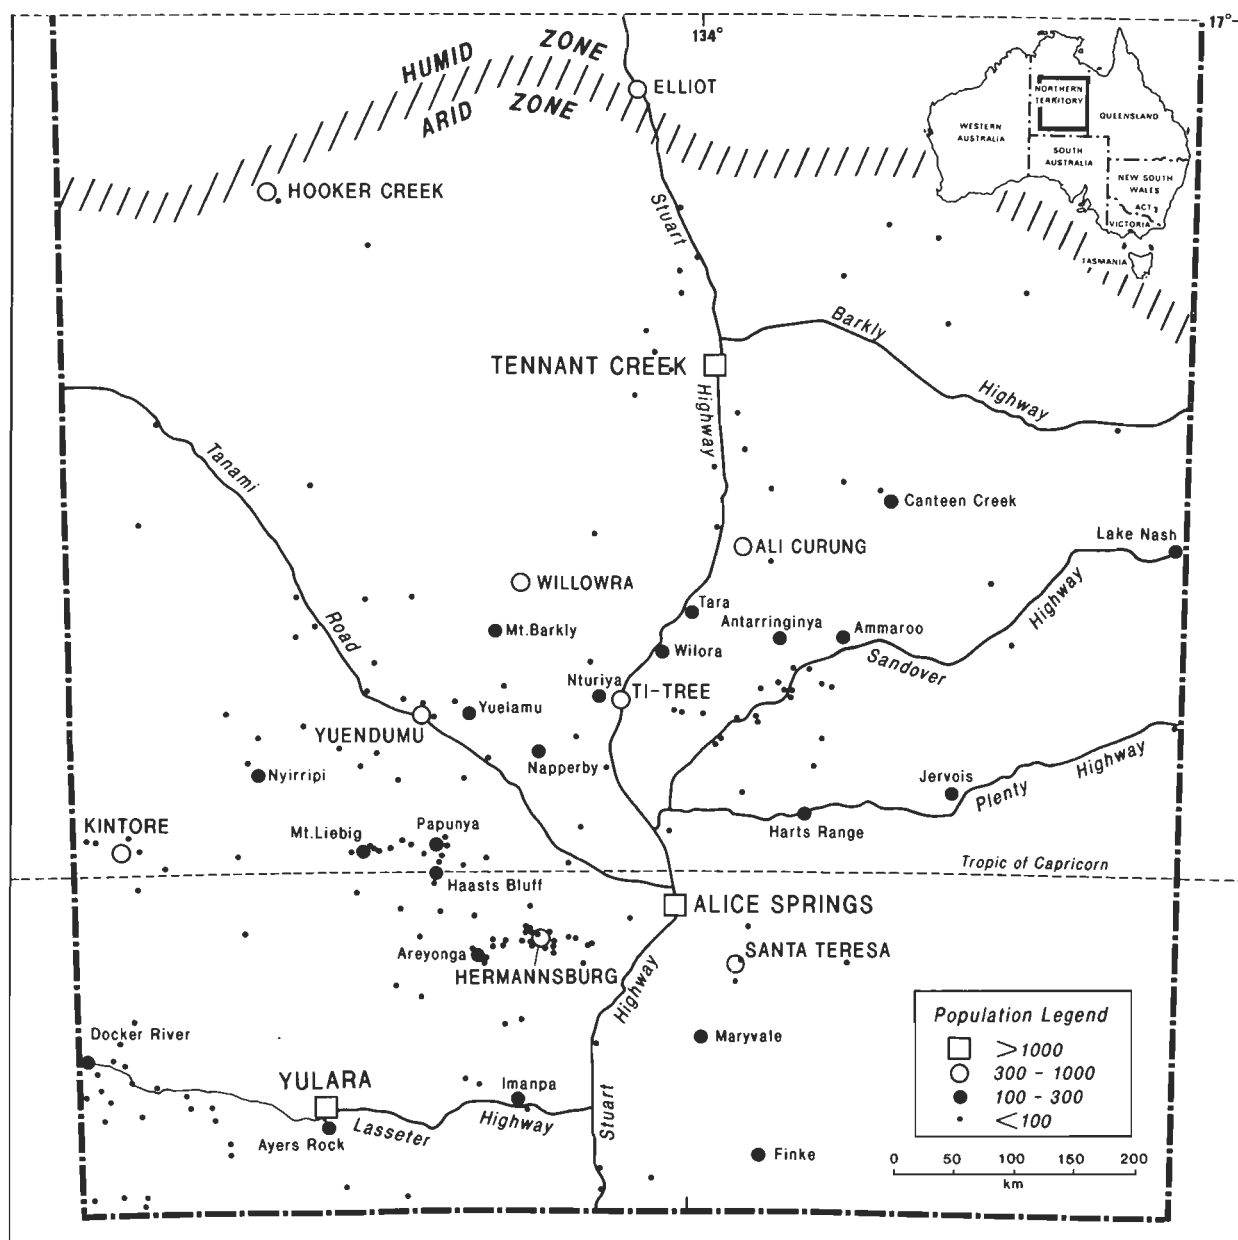 17°
134°
HUMID ZONE
ARID ZONE
ELLIOT
HOOKER CREEK
NORTHERN
TERRITORY
WESTERN
AUSTRALIA
QUEENSLAND
SOUTH
AUSTRALIA
NEW SOUTH
WALES
ACT
VICTORIA
TASMANIA
Stuart
Highway
Barkly
Highway
TENNANT CREEK
Tanami
Road
Canteen Creek
Lake Nash
ALI CURUNG
WILLOWRA
Tara
Antarringinya
Ammaroo
Mt.Barkly
Wilora
Sandover
Highway
Nturiya
TI-TREE
Yuelamu
YUENDUMU
Napperby
Nyirripi
Jervois
Plenty
Highway
Harts Range
KINTORE
Mt.Liebig
Papunya
Haasts Bluff
Tropic of Capricorn
ALICE SPRINGS
Areyonga
HERMANNSBURG
SANTA TERESA
Highway
Stuart
Maryvale
Docker River
YULARA
Ayers Rock
Lasseter
Highway
Imanpa
Finke
Population Legend
>1000
300 - 1000
100 - 300
<100
0 50 100 150 200
km